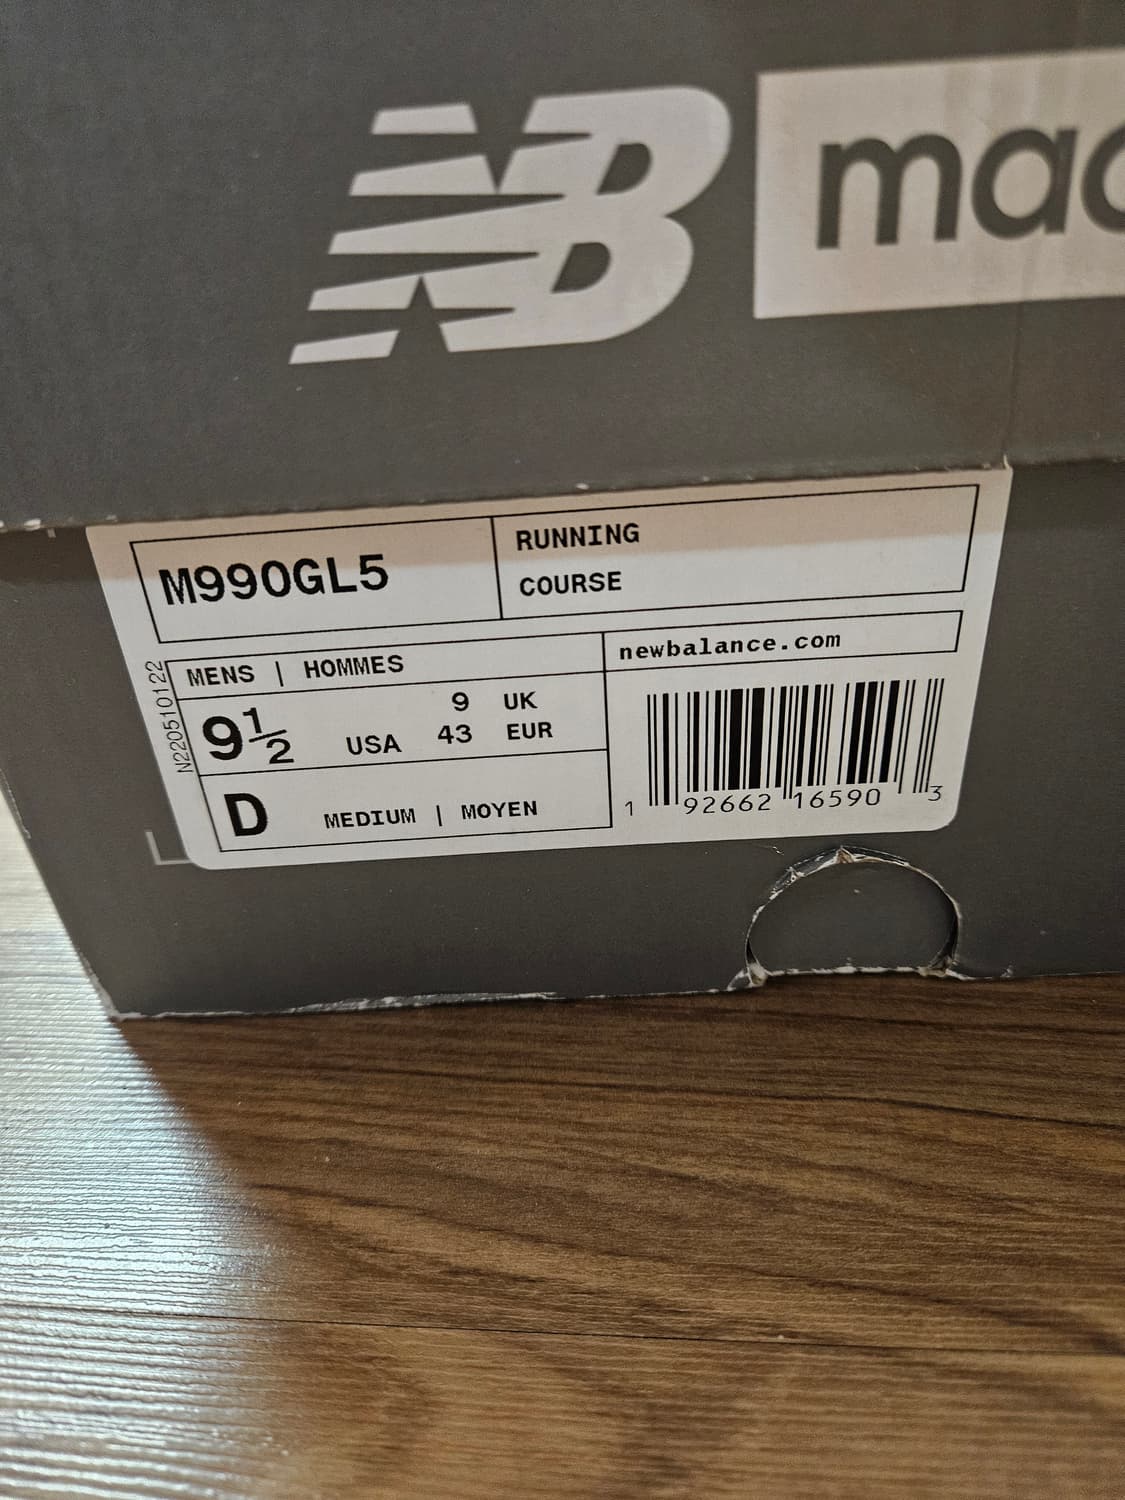 NB
mad
M990GL5
RUNNING
COURSE
MENS | HOMMES
newbalance.com
9½ USA
9 UK
43 EUR
D MEDIUM | MOYEN
N220510122
1 92662 16590 3